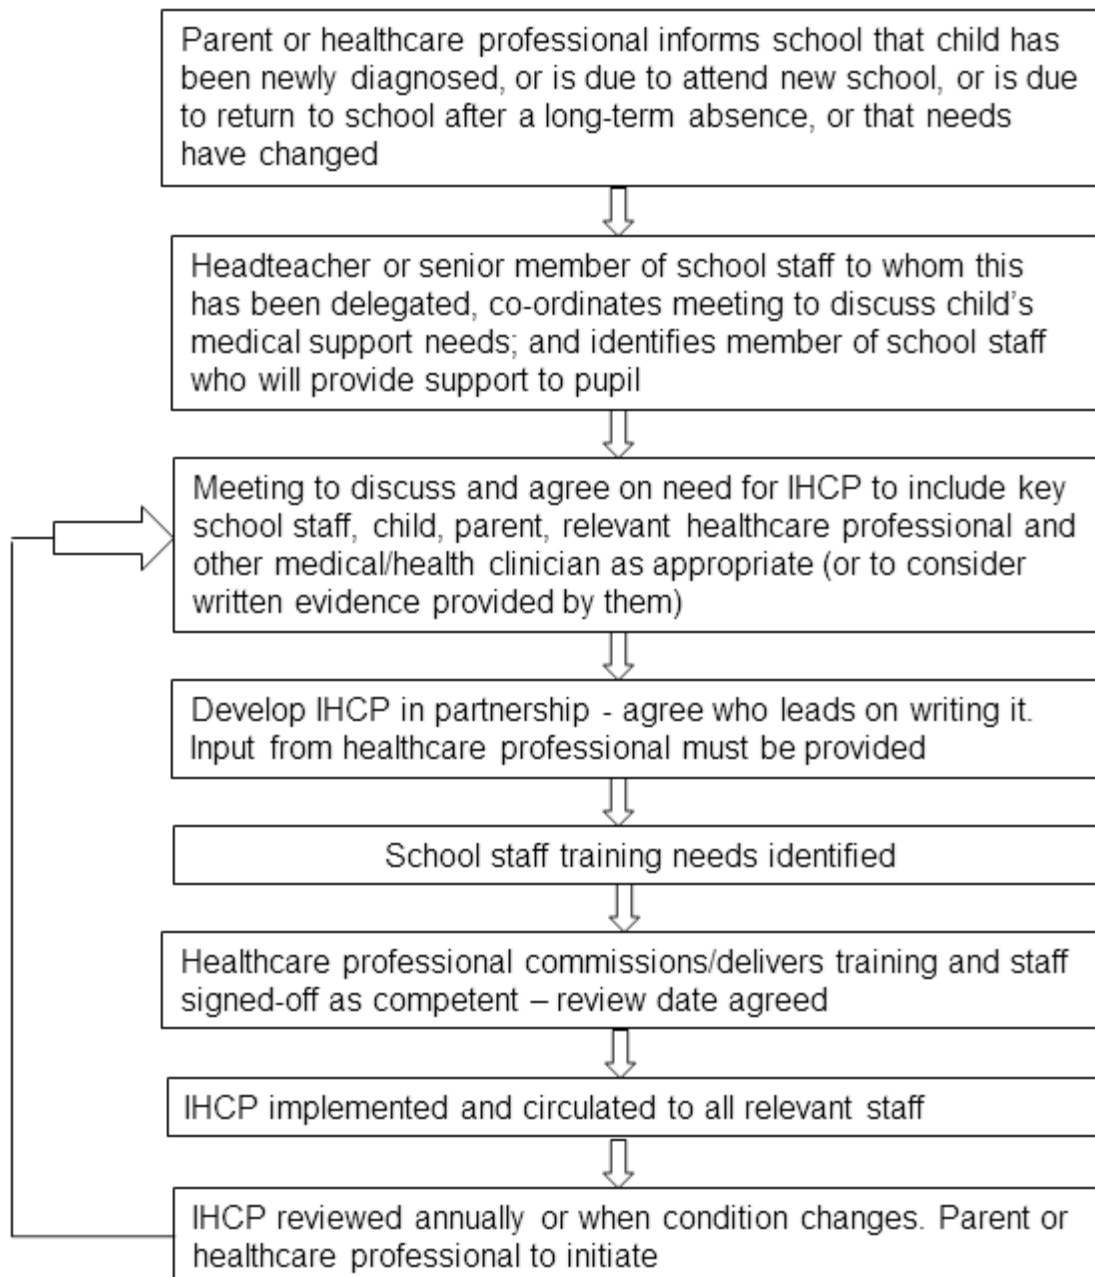 Parent or healthcare professional informs school that child has
been newly diagnosed, or is due to attend new school, or is due
to return to school after a long-term absence, or that needs
have changed
Headteacher or senior member of school staff to whom this
has been delegated, co-ordinates meeting to discuss child's
medical support needs; and identifies member of school staff
who will provide support to pupil
Meeting to discuss and agree on need for IHCP to include key
school staff, child, parent, relevant healthcare professional and
other medical/health clinician as appropriate (or to consider
written evidence provided by them)
Develop IHCP in partnership - agree who leads on writing it.
Input from healthcare professional must be provided
School staff training needs identified
Healthcare professional commissions/delivers training and staff
signed-off as competent – review date agreed
IHCP implemented and circulated to all relevant staff
IHCP reviewed annually or when condition changes. Parent or
healthcare professional to initiate